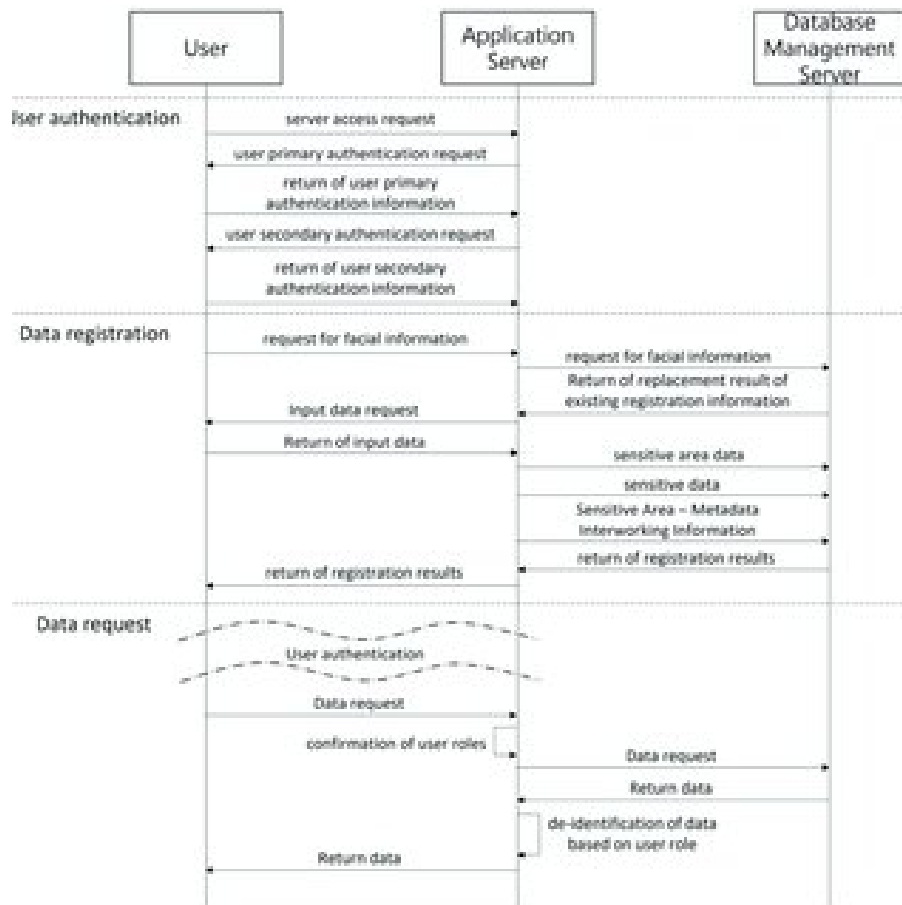 User
Application
Server
Database
Management
Server
User authentication
server access request
user primary authentication request
return of user primary
authentication information
user secondary authentication request
return of user secondary
authentication information
Data registration
request for facial information
request for facial information
Return of replacement result of
existing registration information
Input data request
Return of input data
sensitive area data
sensitive data
Sensitive Area – Metadata
Interworking Information
return of registration results
return of registration results
Data request
User authentication
Data request
confirmation of user roles
Data request
Return data
de-identification of data
based on user role
Return data